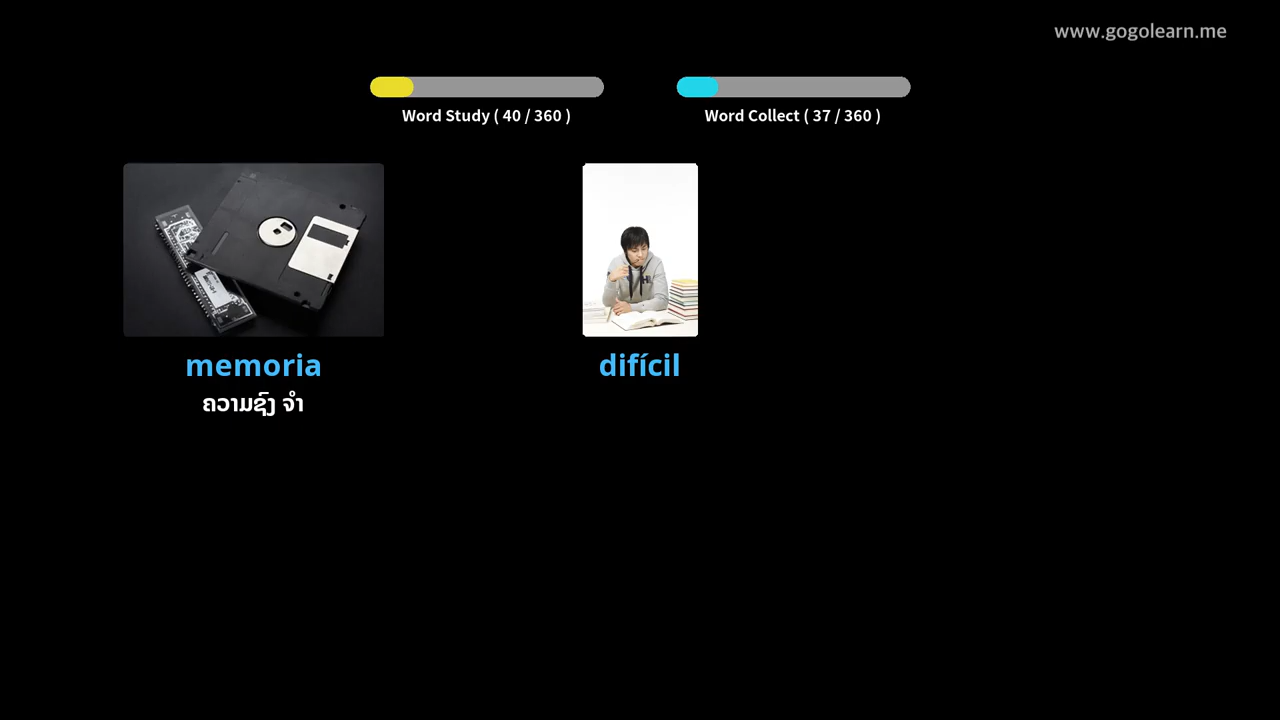 www.gogolearn.me
Word Study ( 40 / 360 )
Word Collect ( 37 / 360 )
memoria
ຄວາມຊົງ ຈຳ
difícil